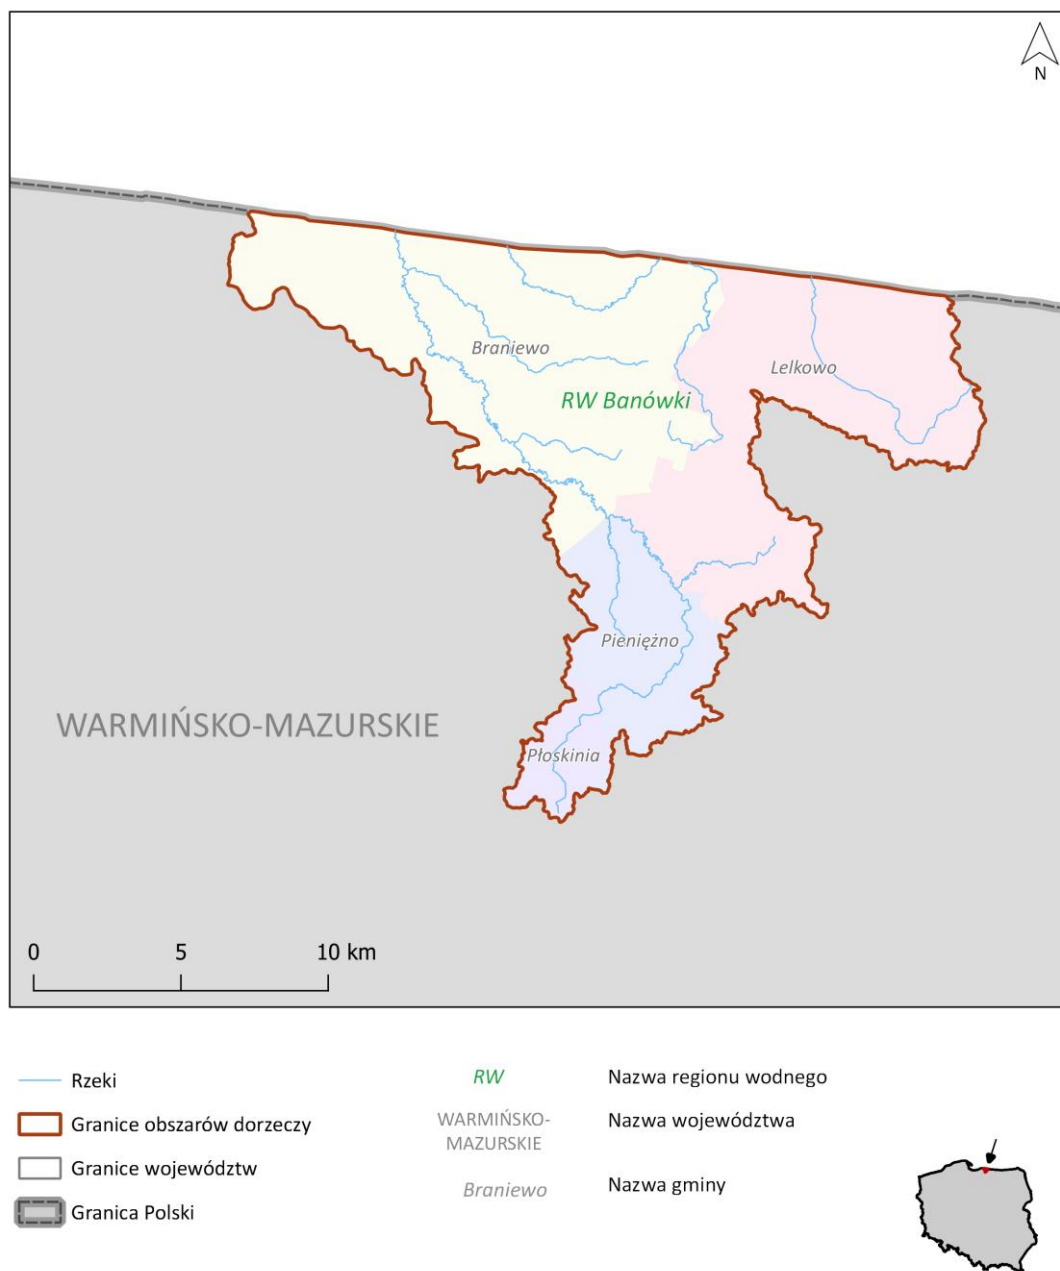 N
Braniewo
Lelkowo
RW Banówki
Pieniężno
WARMIŃSKO-MAZURSKIE
Płoskinia
0 5 10 km
Rzeki
Granice obszarów dorzeczy
Granice województw
Granica Polski
RW
WARMIŃSKO-
MAZURSKIE
Braniewo
Nazwa regionu wodnego
Nazwa województwa
Nazwa gminy